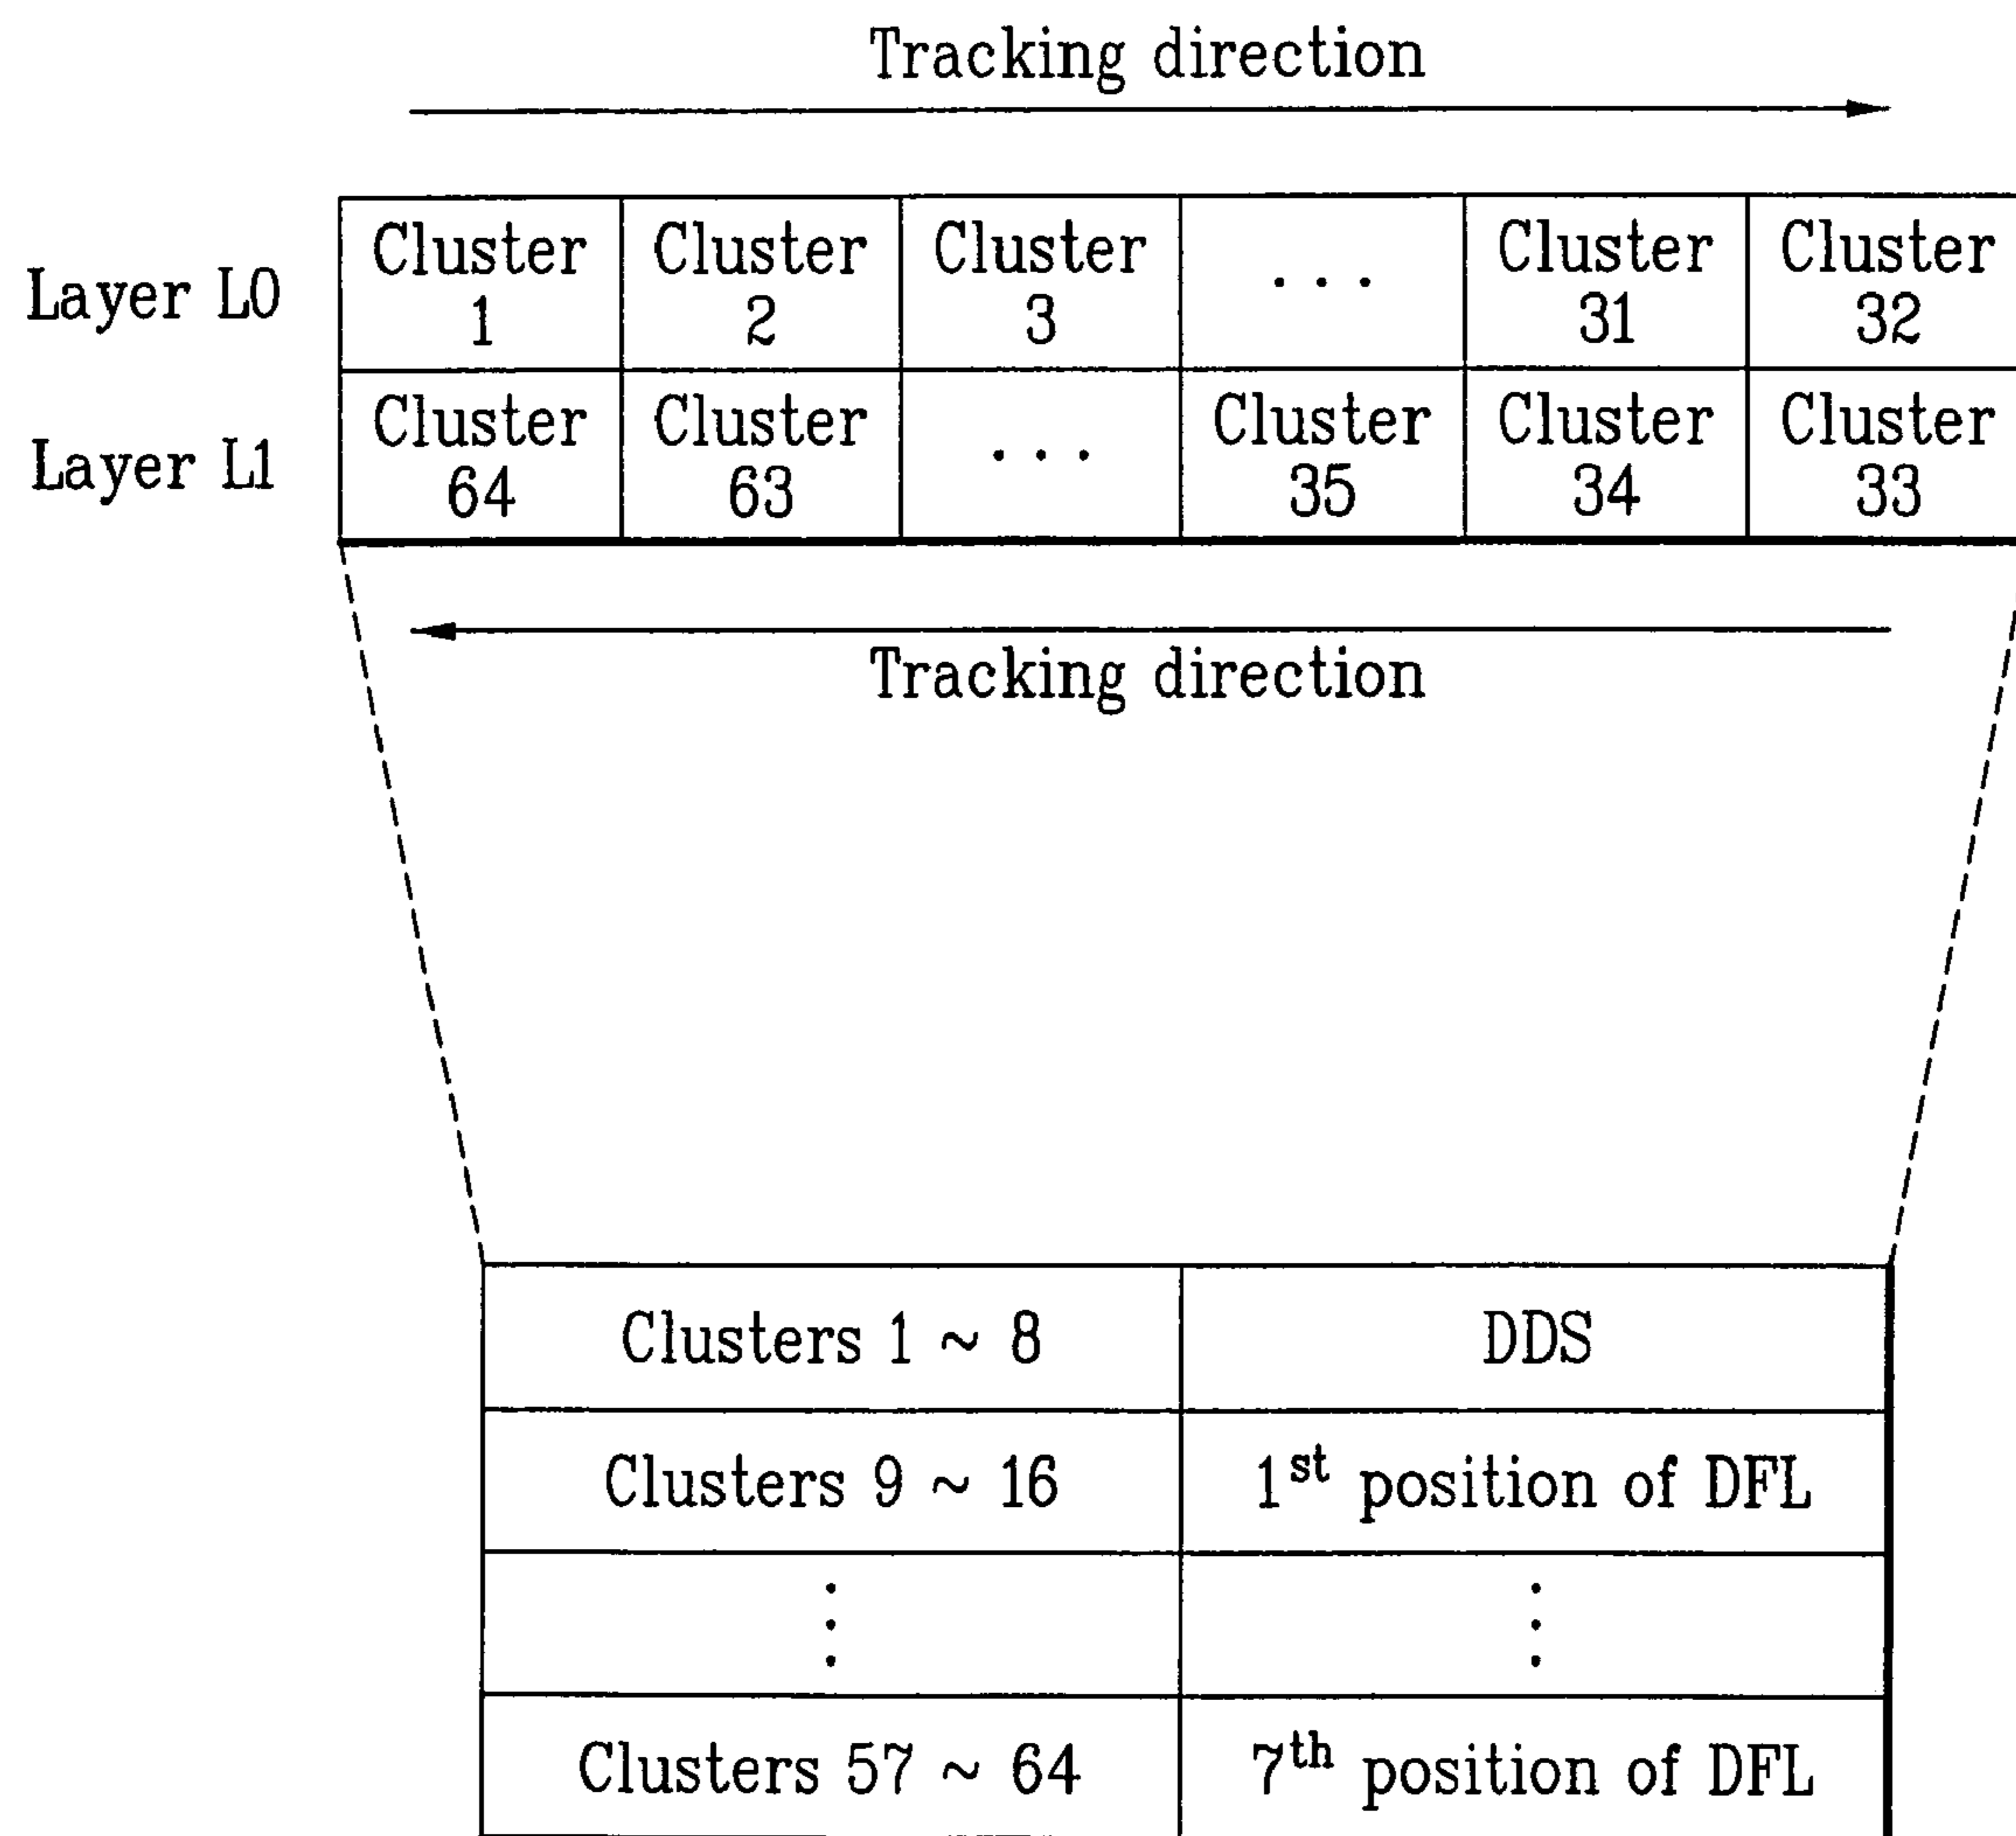 Tracking direction
Layer L0
Cluster 1
Cluster 2
Cluster 3
...
Cluster 31
Cluster 32
Layer L1
Cluster 64
Cluster 63
...
Cluster 35
Cluster 34
Cluster 33
Tracking direction
Clusters 1 ~ 8
DDS
Clusters 9 ~ 16
1st position of DFL
Clusters 57 ~ 64
7th position of DFL